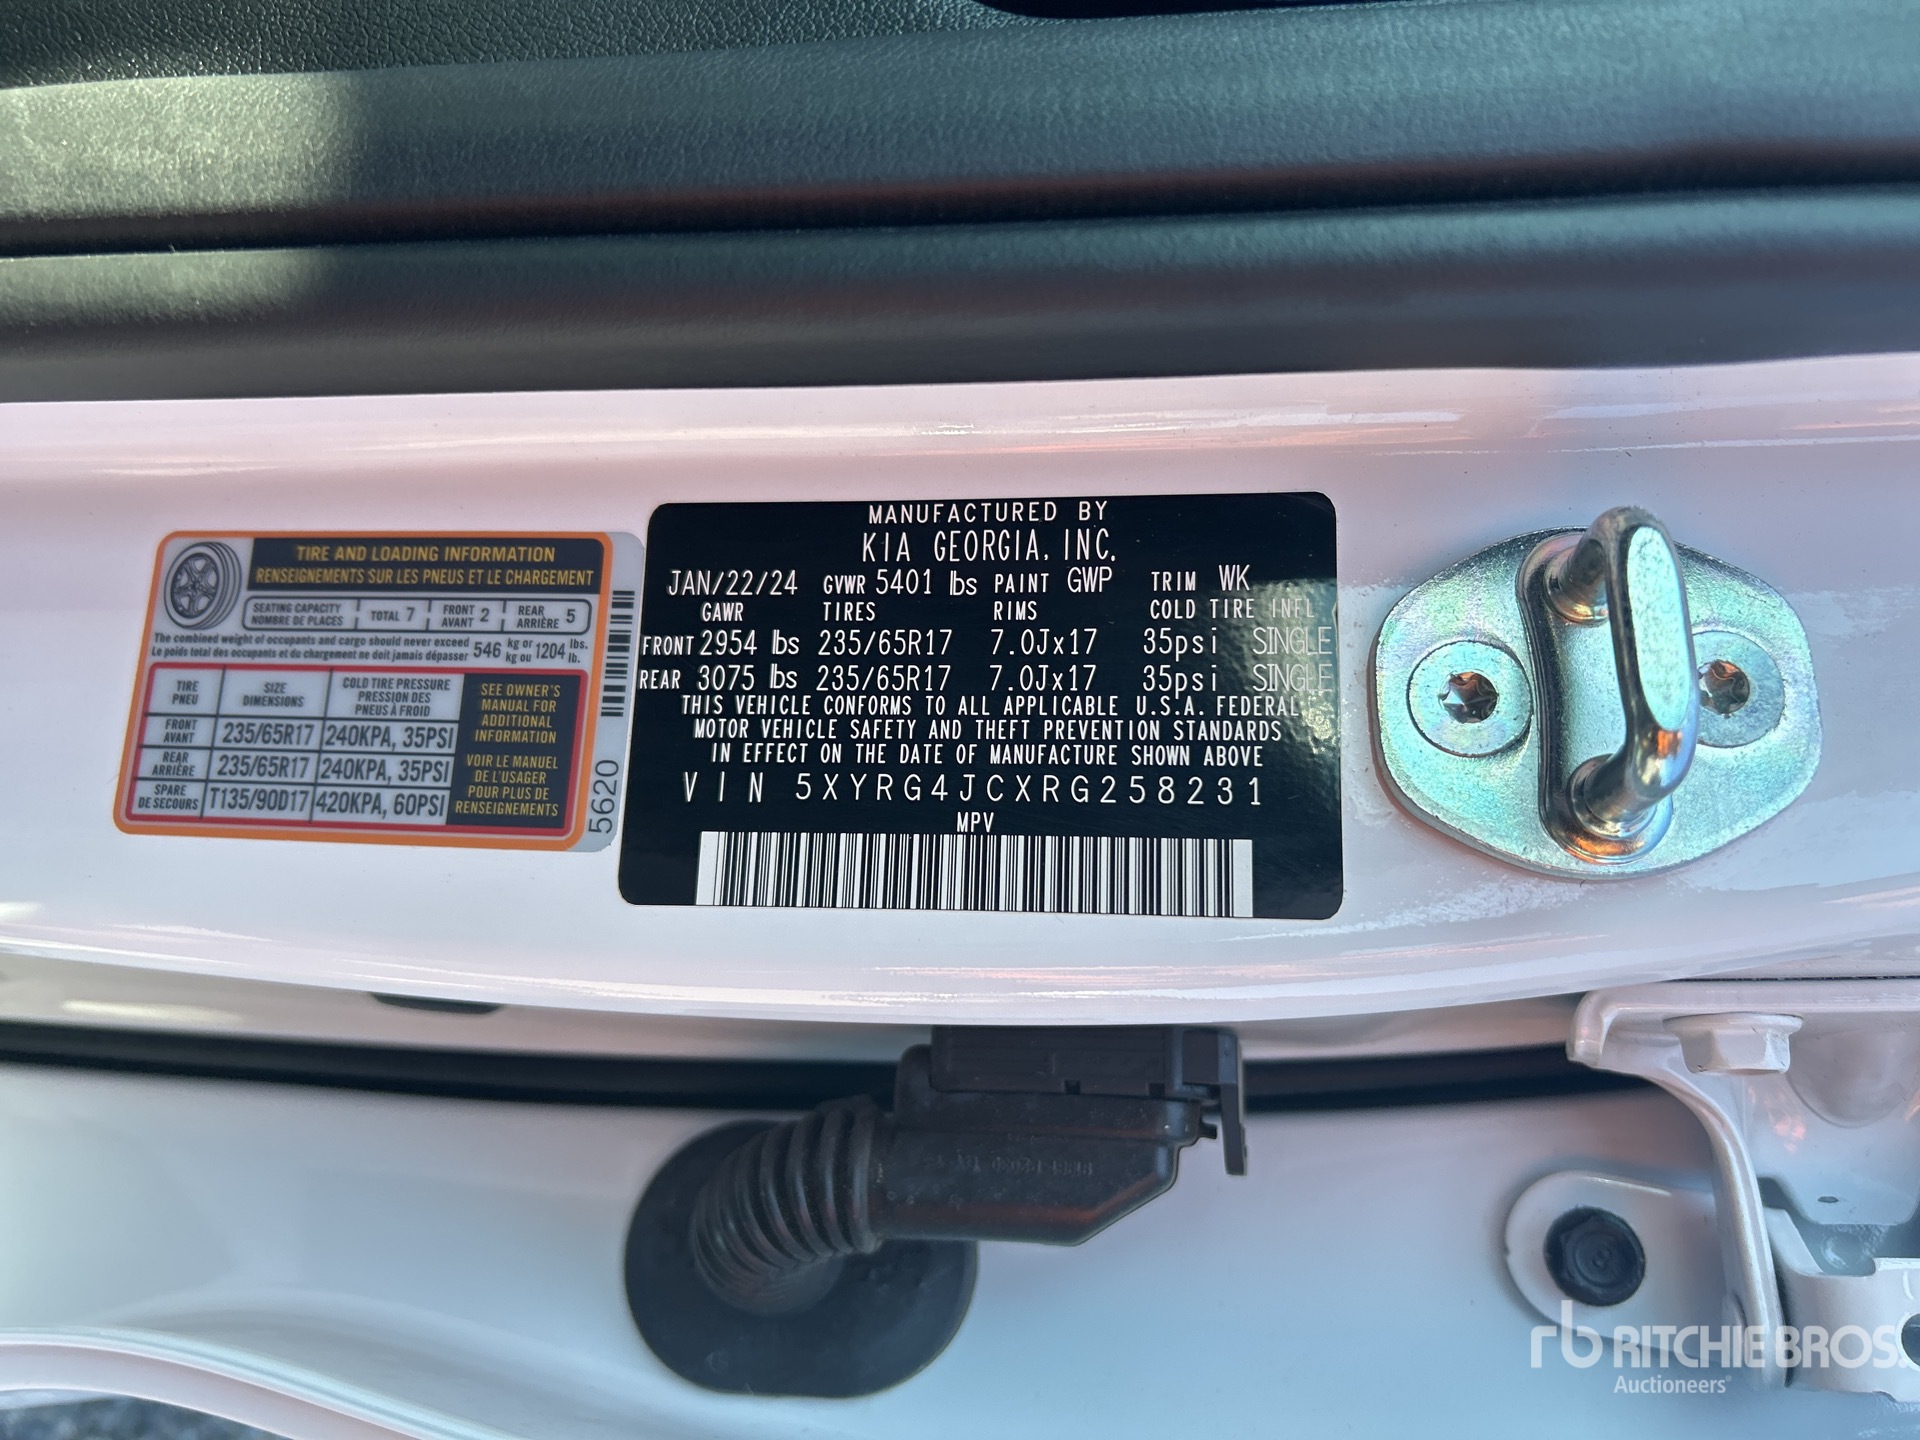 TIRE AND LOADING INFORMATION
RENSEIGNEMENTS SUR LES PNEUS ET LE CHARGEMENT
SEATING CAPACITY
NOMBRE DE PLACES
TOTAL 7
FRONT
AVANT 2
REAR
ARRIÈRE 5
The combined weight of occupants and cargo should never exceed 546 kg or 1204 lbs.
Le poids total des occupants et du chargement ne doit jamais dépasser kg ou lb.
TIRE
PNEU
SIZE
DIMENSIONS
COLD TIRE PRESSURE
PRESSION DES
PNEUS À FROID
FRONT
AVANT
235/65R17
240KPA, 35PSI
REAR
ARRIÈRE
235/65R17
240KPA, 35PSI
SPARE
DE SECOURS
T135/90D17
420KPA, 60PSI
SEE OWNER'S
MANUAL FOR
ADDITIONAL
INFORMATION
VOIR LE MANUEL
DE L'USAGER
POUR PLUS DE
RENSEIGNEMENTS
5620
MANUFACTURED BY
KIA GEORGIA, INC.
JAN/22/24 GVWR 5401 lbs PAINT GWP TRIM WK
GAWR TIRES RIMS COLD TIRE INFL
FRONT 2954 lbs 235/65R17 7.0Jx17 35psi SINGLE
REAR 3075 lbs 235/65R17 7.0Jx17 35psi SINGLE
THIS VEHICLE CONFORMS TO ALL APPLICABLE U.S.A. FEDERAL
MOTOR VEHICLE SAFETY AND THEFT PREVENTION STANDARDS
IN EFFECT ON THE DATE OF MANUFACTURE SHOWN ABOVE
VIN 5XYRG4JCXRG258231
MPV
rb RITCHIE BROS.
Auctioneers